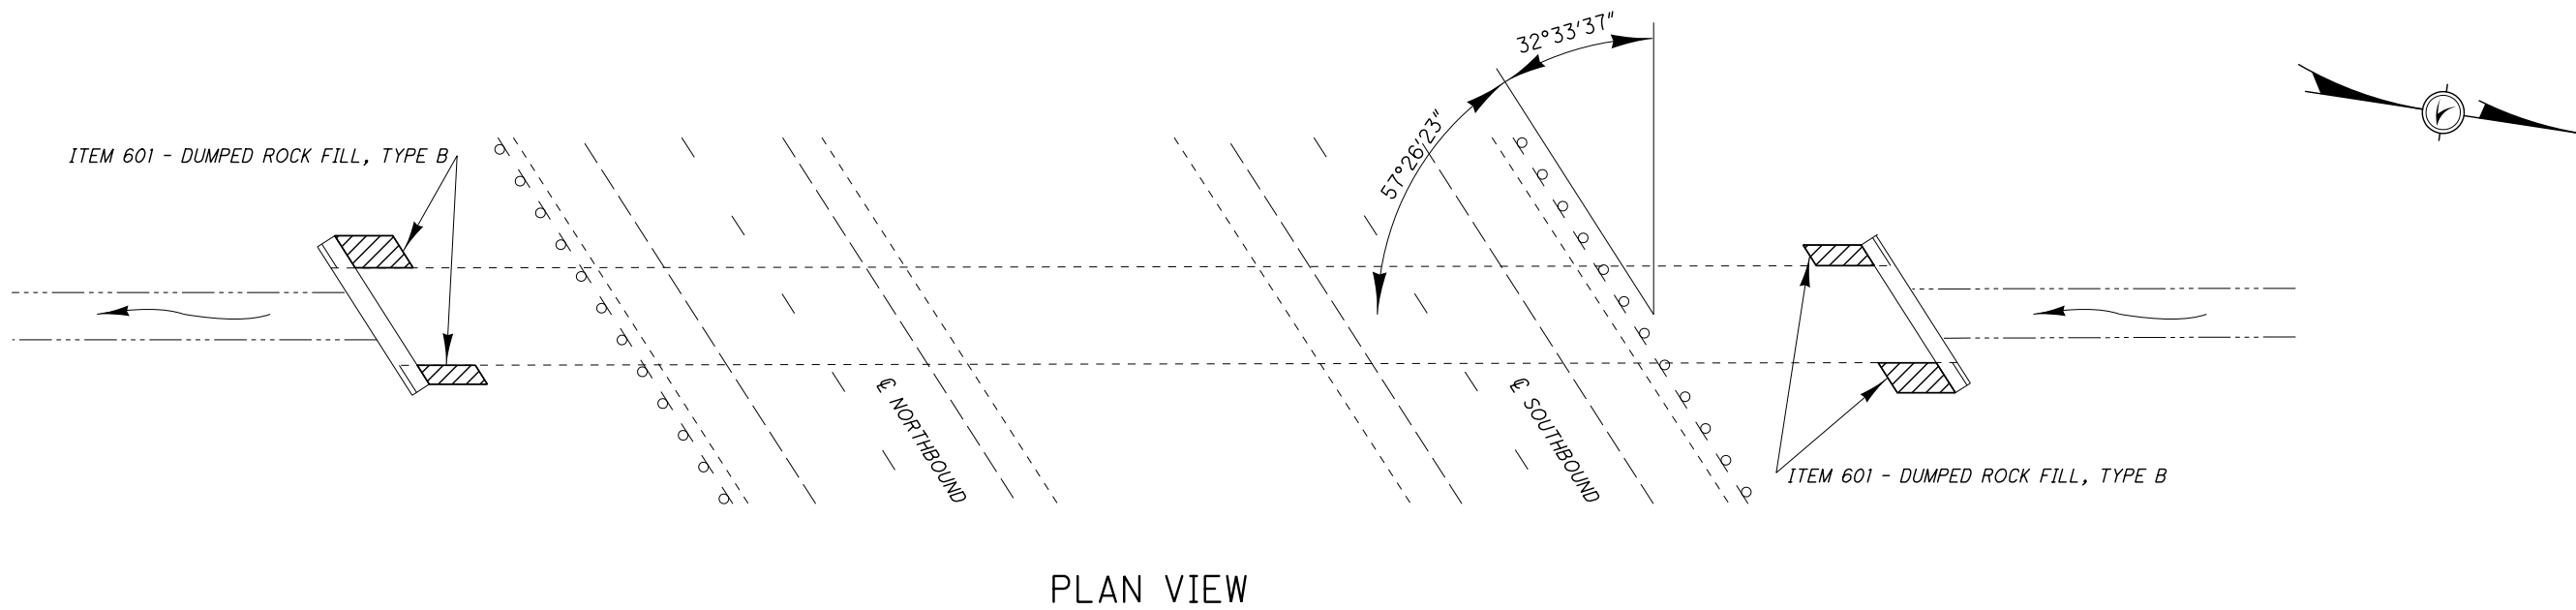 32°33'37"
57°26'23"
ITEM 601 - DUMPED ROCK FILL, TYPE B
℄ NORTHBOUND
℄ SOUTHBOUND
ITEM 601 - DUMPED ROCK FILL, TYPE B
PLAN VIEW